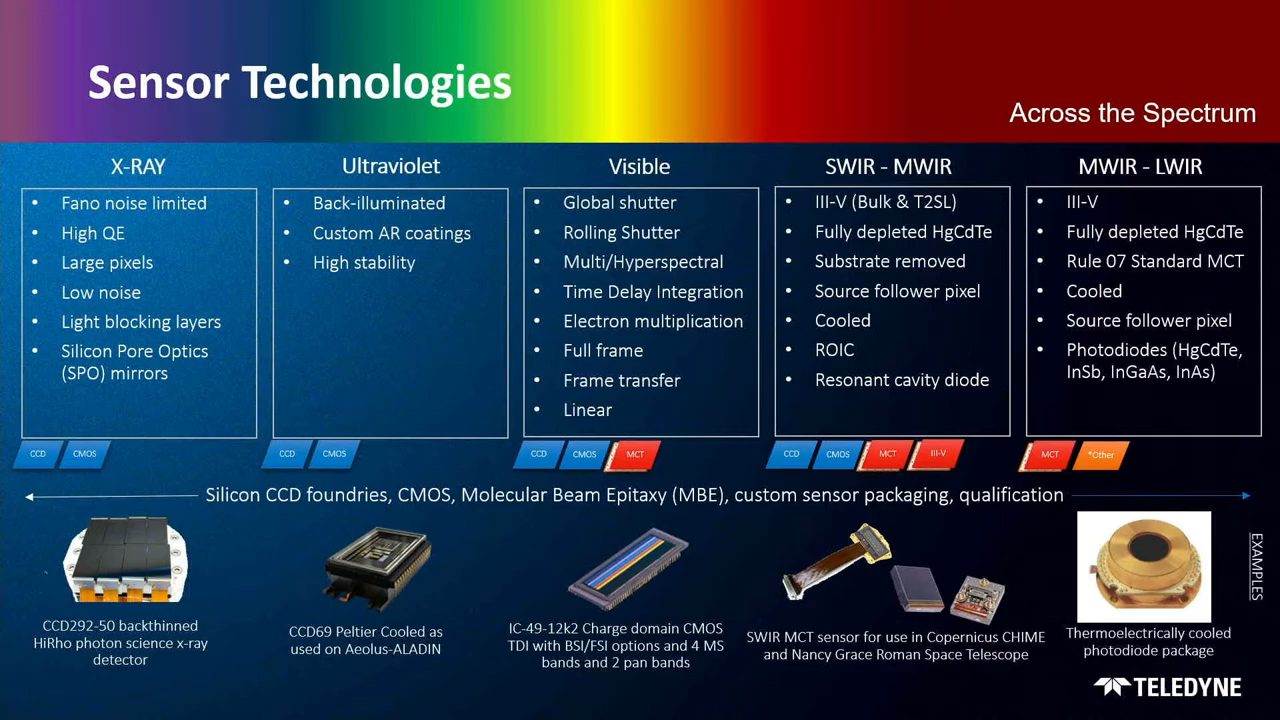 Sensor Technologies
Across the Spectrum
X-RAY
• Fano noise limited
• High QE
• Large pixels
• Low noise
• Light blocking layers
• Silicon Pore Optics
(SPO) mirrors
CCD CMOS
Ultraviolet
• Back-illuminated
• Custom AR coatings
• High stability
CCD CMOS
Visible
• Global shutter
• Rolling Shutter
• Multi/Hyperspectral
• Time Delay Integration
• Electron multiplication
• Full frame
• Frame transfer
• Linear
CCD CMOS MCT
SWIR - MWIR
• III-V (Bulk & T2SL)
• Fully depleted HgCdTe
• Substrate removed
• Source follower pixel
• Cooled
• ROIC
• Resonant cavity diode
CCD CMOS MCT III-V
MWIR - LWIR
• III-V
• Fully depleted HgCdTe
• Rule 07 Standard MCT
• Cooled
• Source follower pixel
• Photodiodes (HgCdTe,
InSb, InGaAs, InAs)
MCT *Other
Silicon CCD foundries, CMOS, Molecular Beam Epitaxy (MBE), custom sensor packaging, qualification
EXAMPLES
CCD292-50 backthinned
HiRho photon science x-ray
detector
CCD69 Peltier Cooled as
used on Aeolus-ALADIN
IC-49-12k2 Charge domain CMOS
TDI with BSI/FSI options and 4 MS
bands and 2 pan bands
SWIR MCT sensor for use in Copernicus CHIME
and Nancy Grace Roman Space Telescope
Thermoelectrically cooled
photodiode package
TELEDYNE